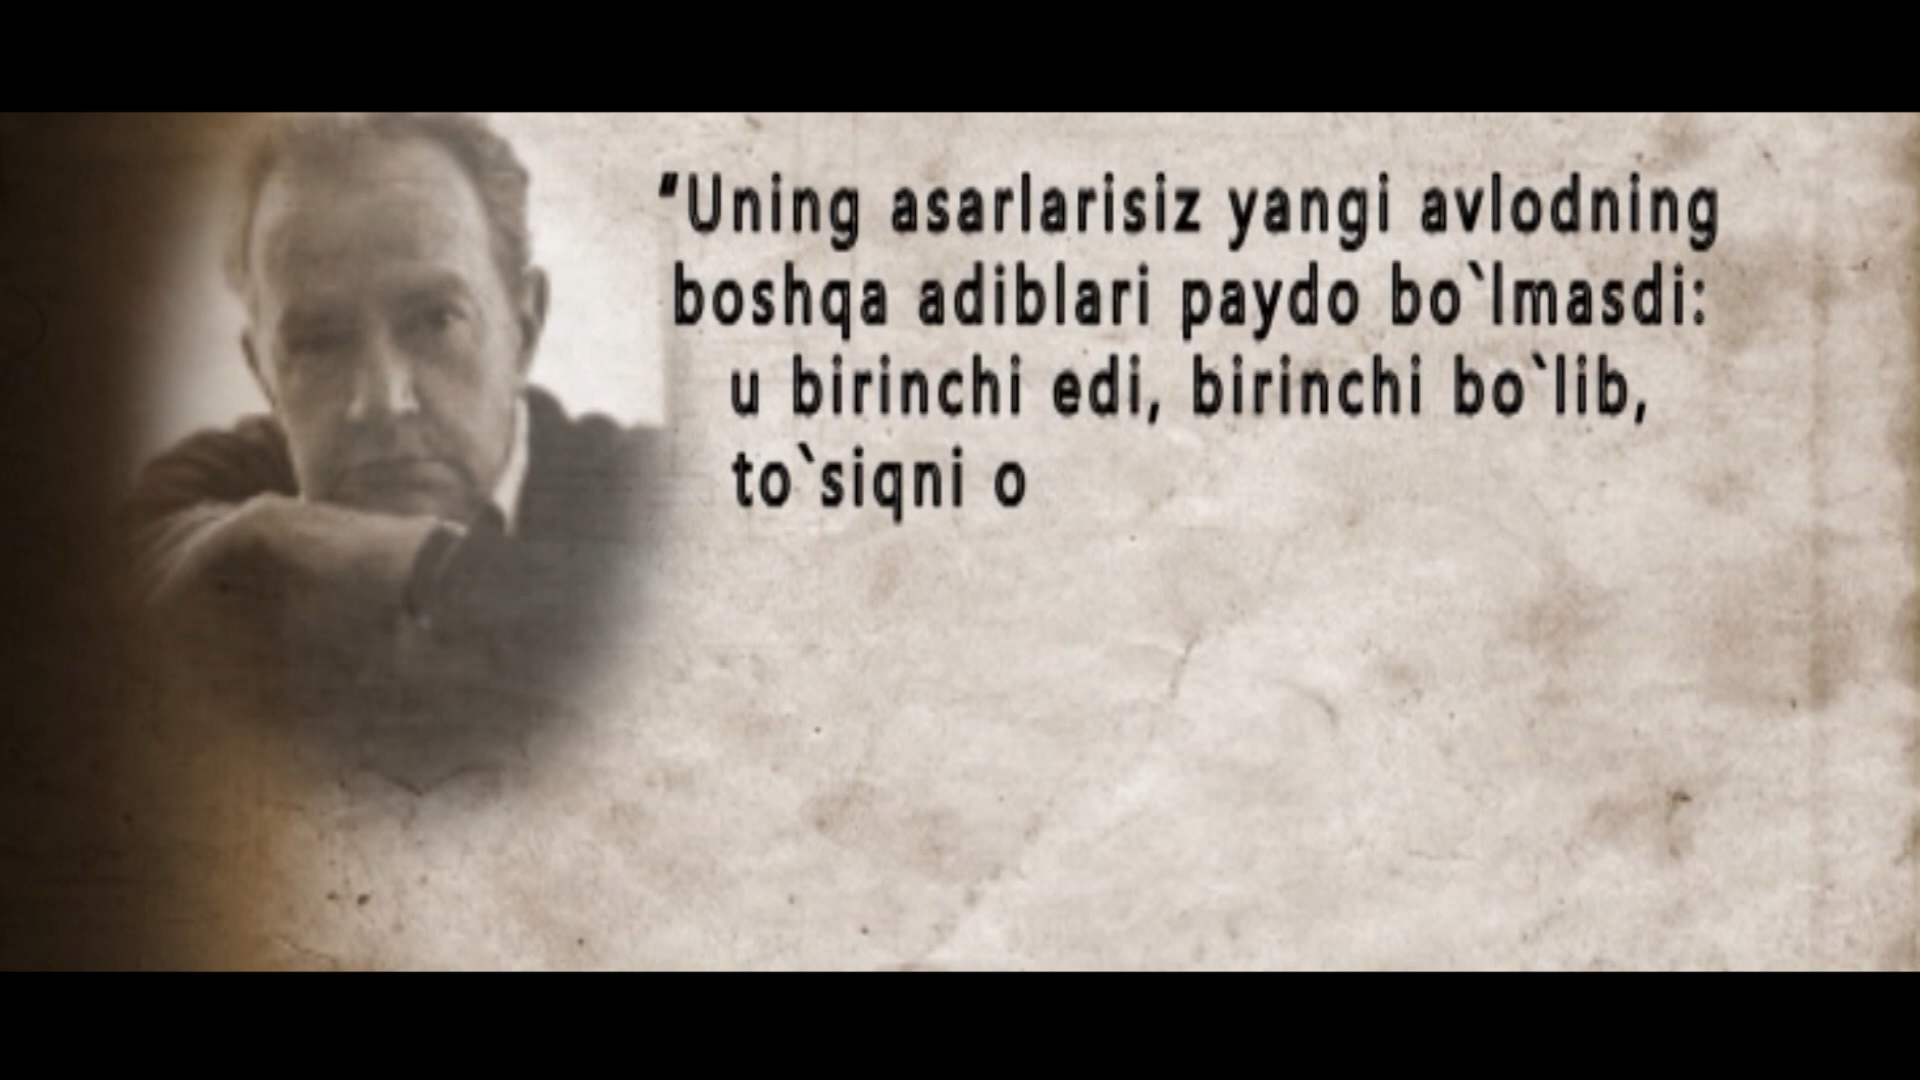 “Uning asarlarisiz yangi avlodning
boshqa adiblari paydo bo`lmasdi:
u birinchi edi, birinchi bo`lib,
to`siqni o